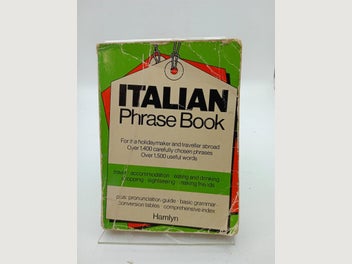 ITALIAN
Phrase Book
For the holidaymaker and traveller abroad
Over 1,400 carefully chosen phrases
Over 1,500 useful words
travel · accommodation · eating and drinking
shopping · sightseeing · making friends
plus: pronunciation guide · basic grammar
conversion tables · comprehensive index
Hamlyn